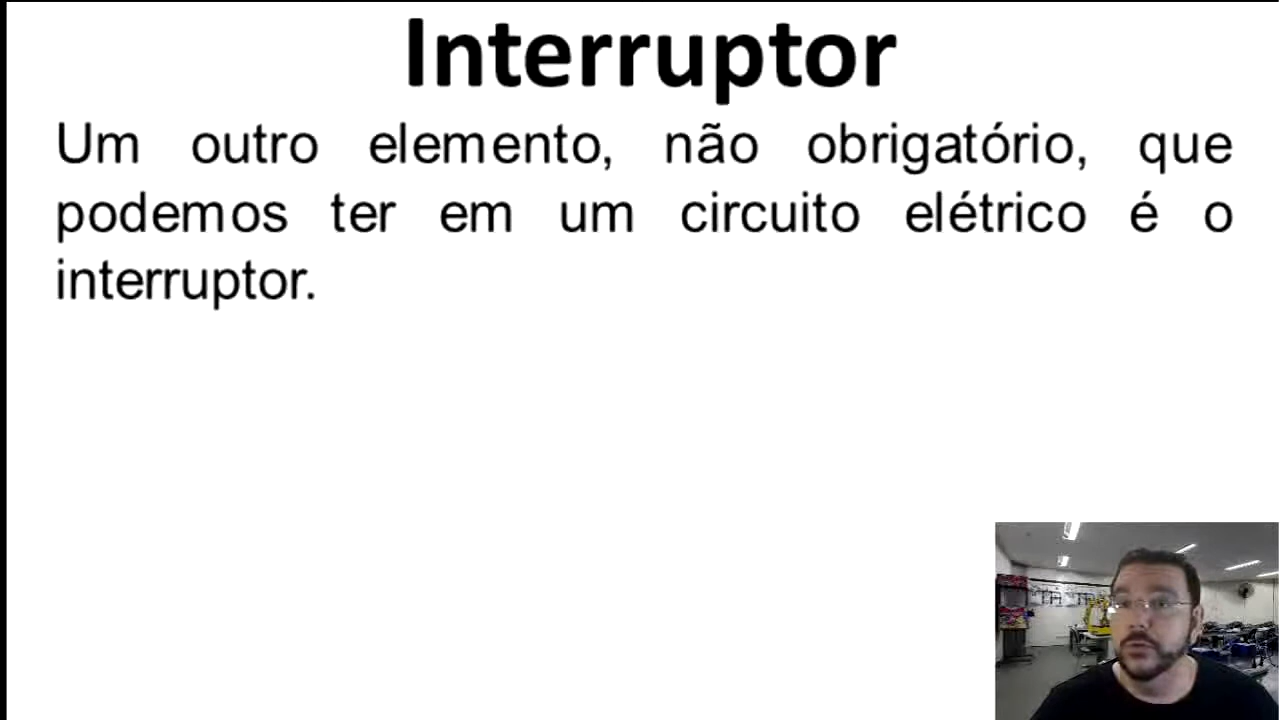 Interruptor
Um outro elemento, não obrigatório, que
podemos ter em um circuito elétrico é o
interruptor.